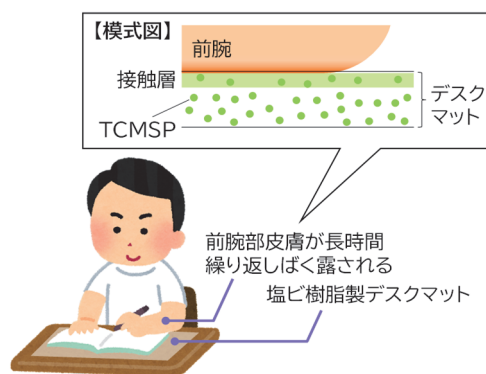 【模式図】
前腕
接触層
デスク
マット
TCMSP
前腕部皮膚が長時間
繰り返しばく露される
塩ビ樹脂製デスクマット